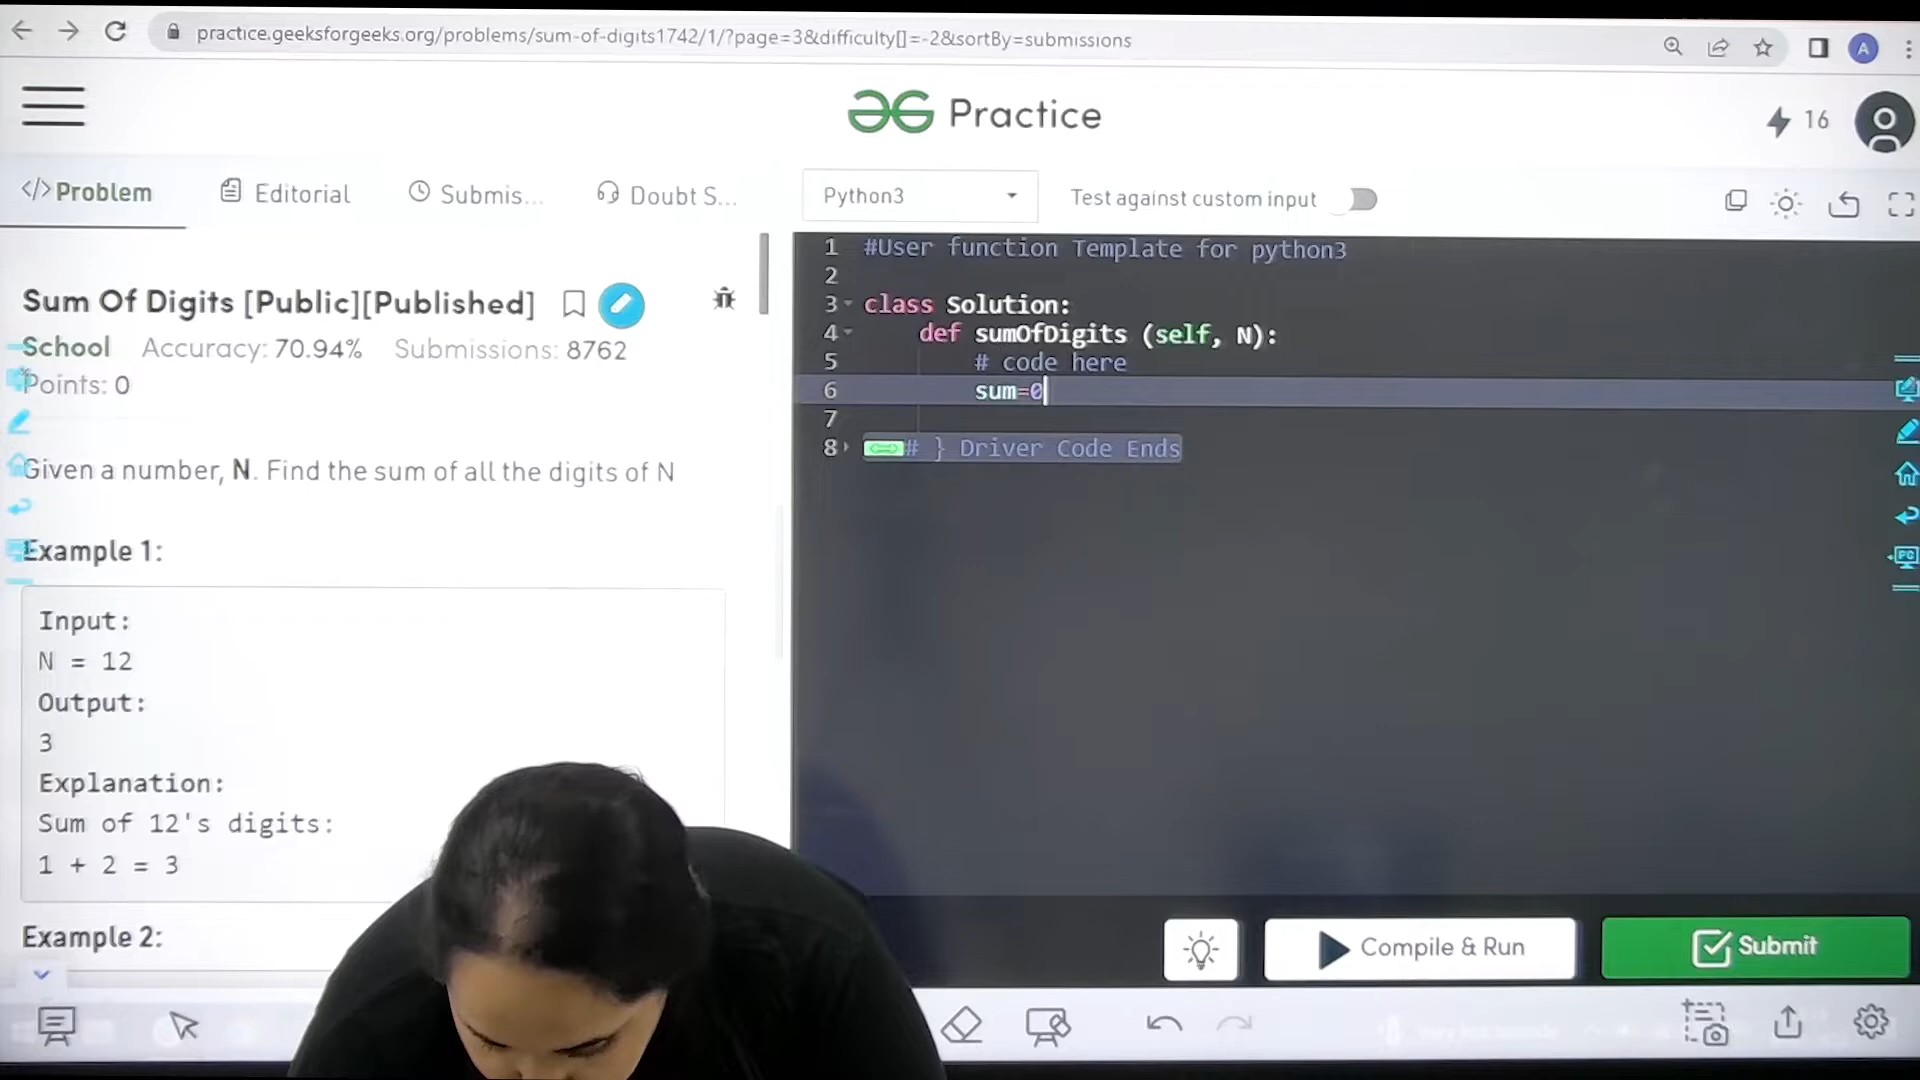 practice.geeksforgeeks.org/problems/sum-of-digits1742/1/?page=3&difficulty[]=-2&sortBy=submissions
A
Practice
16
</> Problem
Editorial
Submis...
Doubt S...
Python3
Test against custom input
Sum Of Digits [Public][Published]
School Accuracy: 70.94% Submissions: 8762
Points: 0
Given a number, N. Find the sum of all the digits of N
Example 1:
Input:
N = 12
Output:
3
Explanation:
Sum of 12's digits:
1 + 2 = 3
Example 2:
1 #User function Template for python3
2
3 class Solution:
4 def sumOfDigits (self, N):
5 # code here
6 sum=0
7
8 # } Driver Code Ends
PC
Compile & Run
Submit